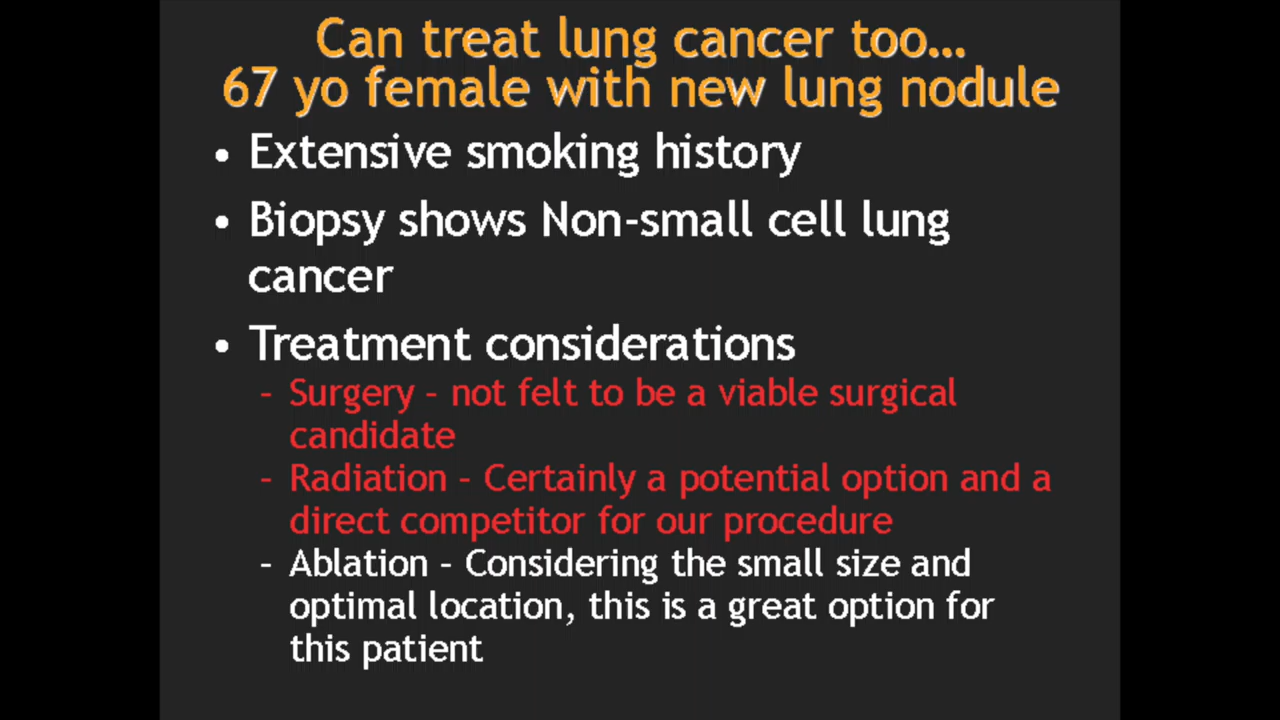 Can treat lung cancer too…
67 yo female with new lung nodule
• Extensive smoking history
• Biopsy shows Non-small cell lung
cancer
• Treatment considerations
– Surgery – not felt to be a viable surgical
candidate
– Radiation – Certainly a potential option and a
direct competitor for our procedure
– Ablation – Considering the small size and
optimal location, this is a great option for
this patient